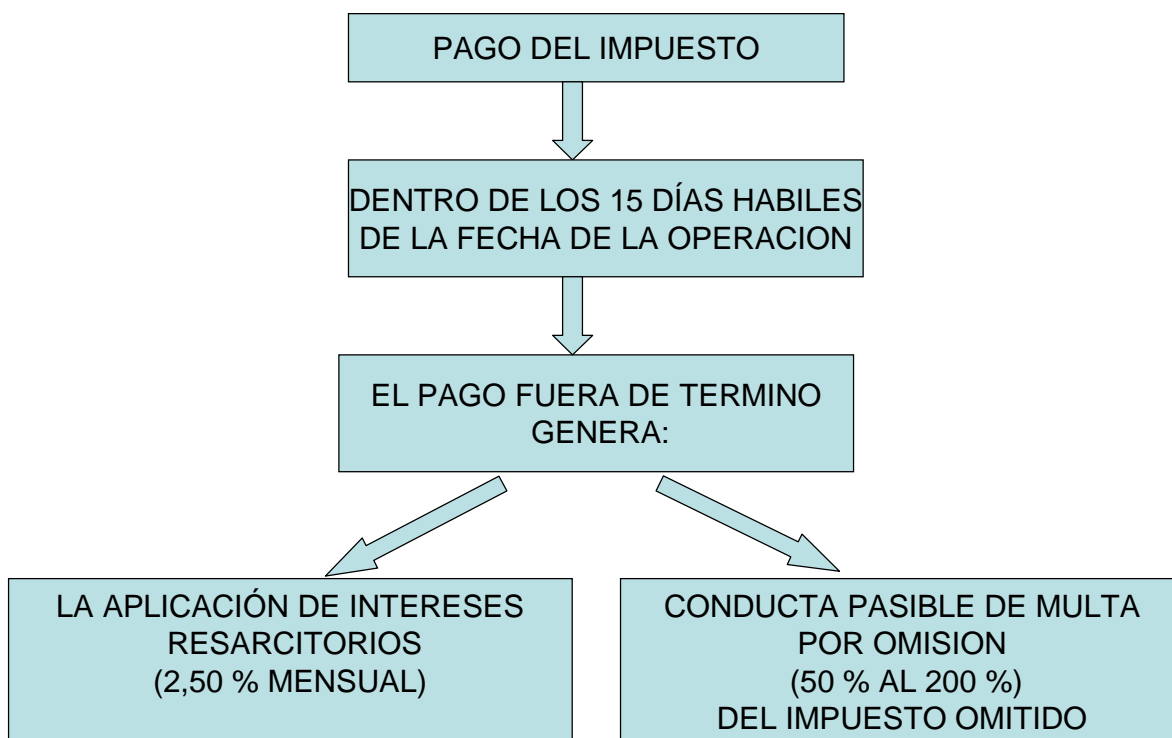 PAGO DEL IMPUESTO
DENTRO DE LOS 15 DÍAS HABILES
DE LA FECHA DE LA OPERACION
EL PAGO FUERA DE TERMINO
GENERA:
LA APLICACIÓN DE INTERESES
RESARCITORIOS
(2,50 % MENSUAL)
CONDUCTA PASIBLE DE MULTA
POR OMISION
(50 % AL 200 %)
DEL IMPUESTO OMITIDO